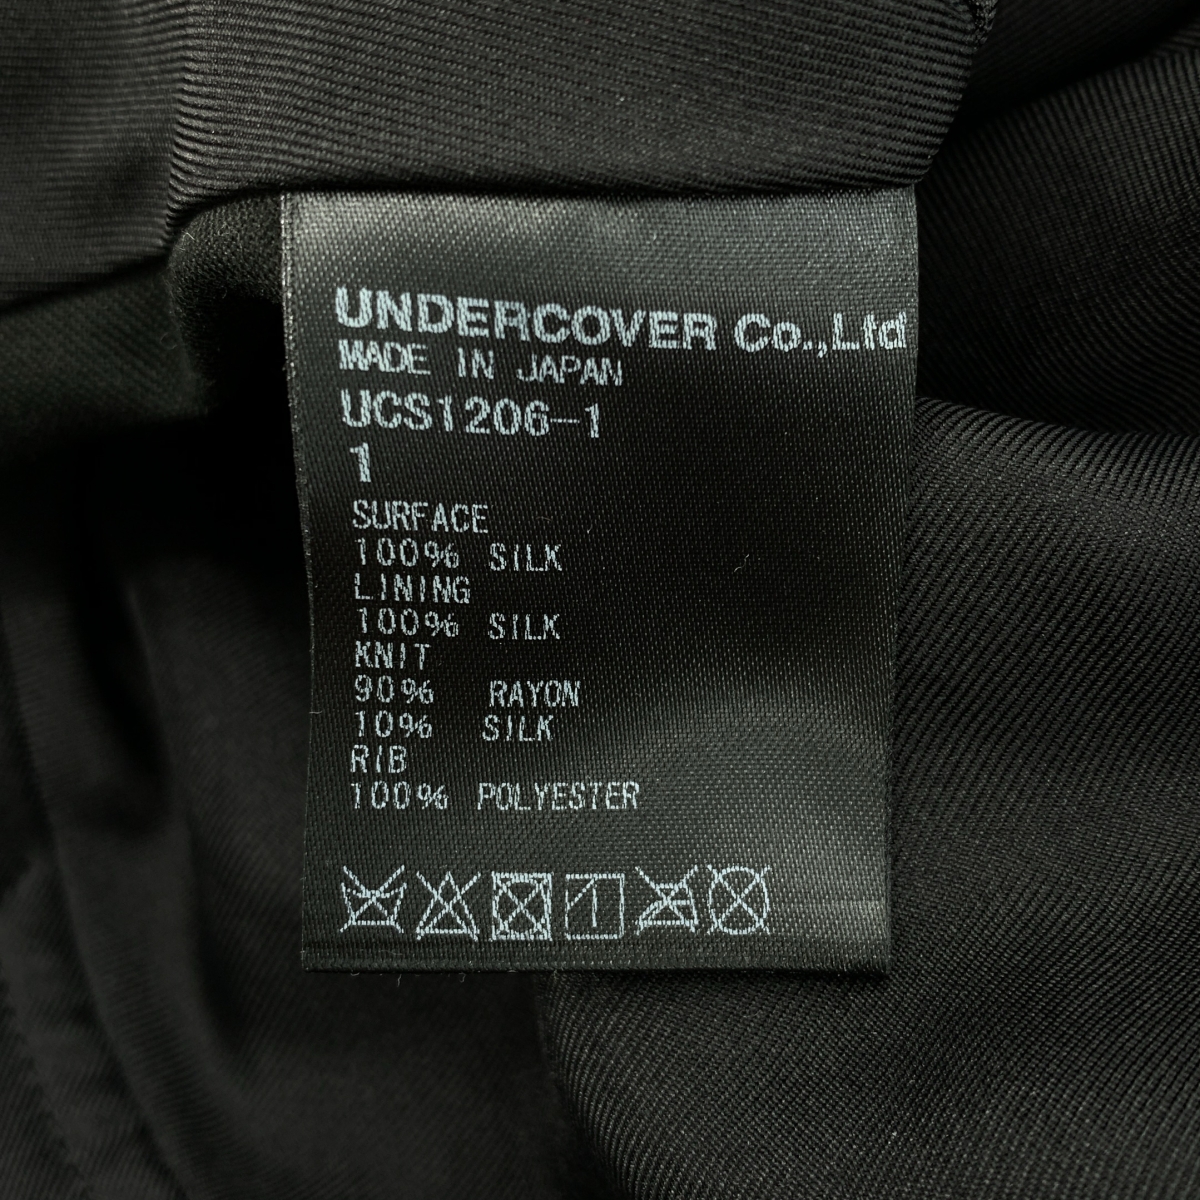 UNDERCOVER Co.,Ltd
MADE IN JAPAN
UCS1206-1
1
SURFACE
100% SILK
LINING
100% SILK
KNIT
90% RAYON
10% SILK
RIB
100% POLYESTER